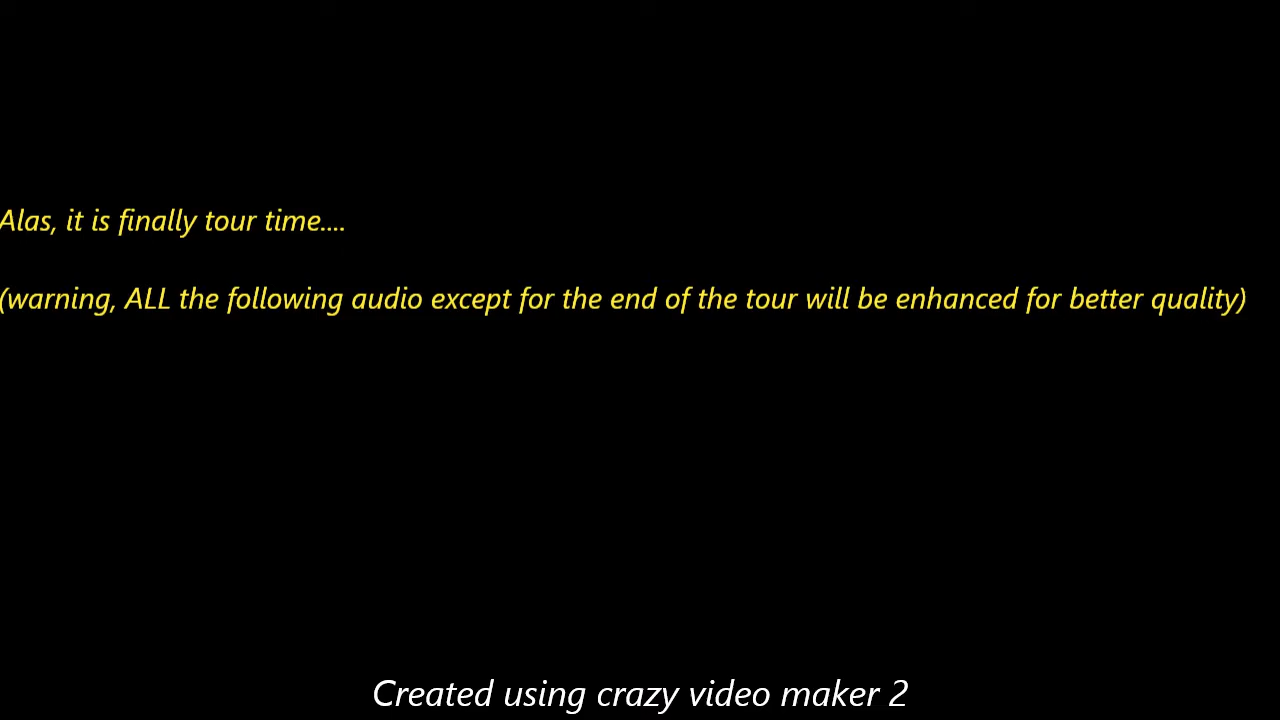 Alas, it is finally tour time....
(warning, ALL the following audio except for the end of the tour will be enhanced for better quality)
Created using crazy video maker 2